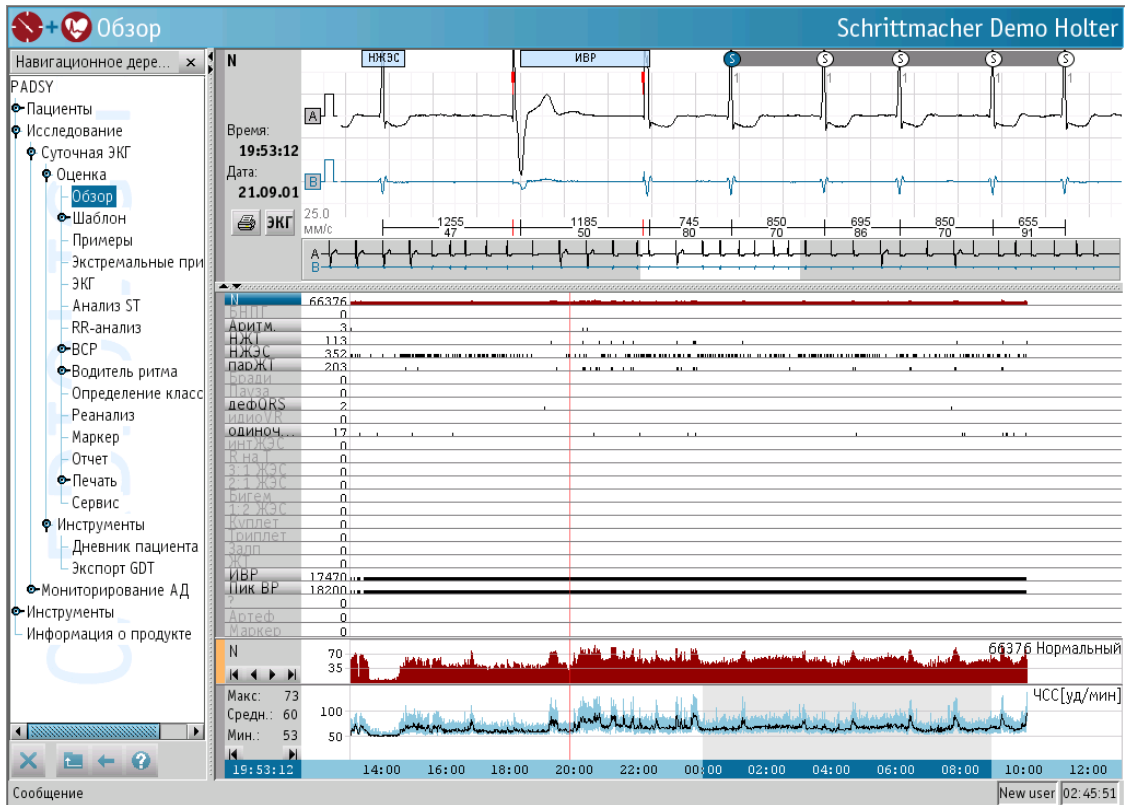 Обзор
Schrittmacher Demo Holter
Навигационное дере...
PADSY
Пациенты
Исследование
Суточная ЭКГ
Оценка
Обзор
Шаблон
Примеры
Экстремальные при
ЭКГ
Анализ ST
RR-анализ
ВСР
Водитель ритма
Определение класс
Реанализ
Маркер
Отчет
Печать
Сервис
Инструменты
Дневник пациента
Экспорт GDT
Мониторирование АД
Инструменты
Информация о продукте
N
НЖЭС
ИВР
S S S S S
1 1 1 1
A
Время:
19:53:12
Дата:
B
21.09.01
ЭКГ
25.0
мм/с
1255 1185 745 850 695 850 655
47 50 80 70 86 70 91
A
B
N 66376
БНПГ 0
Аритм. 3
НЖТ 113
НЖЭС 352
парЖТ 203
Бради 0
Пауза 0
дефQRS 2
идиоVR 0
одиноч... 17
интЖЭС 0
R на T 0
3:1 ЖЭС 0
2:1 ЖЭС 0
Бигем 0
1:2 ЖЭС 0
Куплет 0
Триплет 0
Залп 0
ЖТ 0
ИВР 17470
Пик ВР 18200
? 0
Артеф 0
Маркер 0
N 70 66376 Нормальный
35
Макс: 73 ЧСС[уд/мин]
Средн.: 60 100
Мин.: 53 50
19:53:12 14:00 16:00 18:00 20:00 22:00 00:00 02:00 04:00 06:00 08:00 10:00 12:00
Сообщение New user 02:45:51